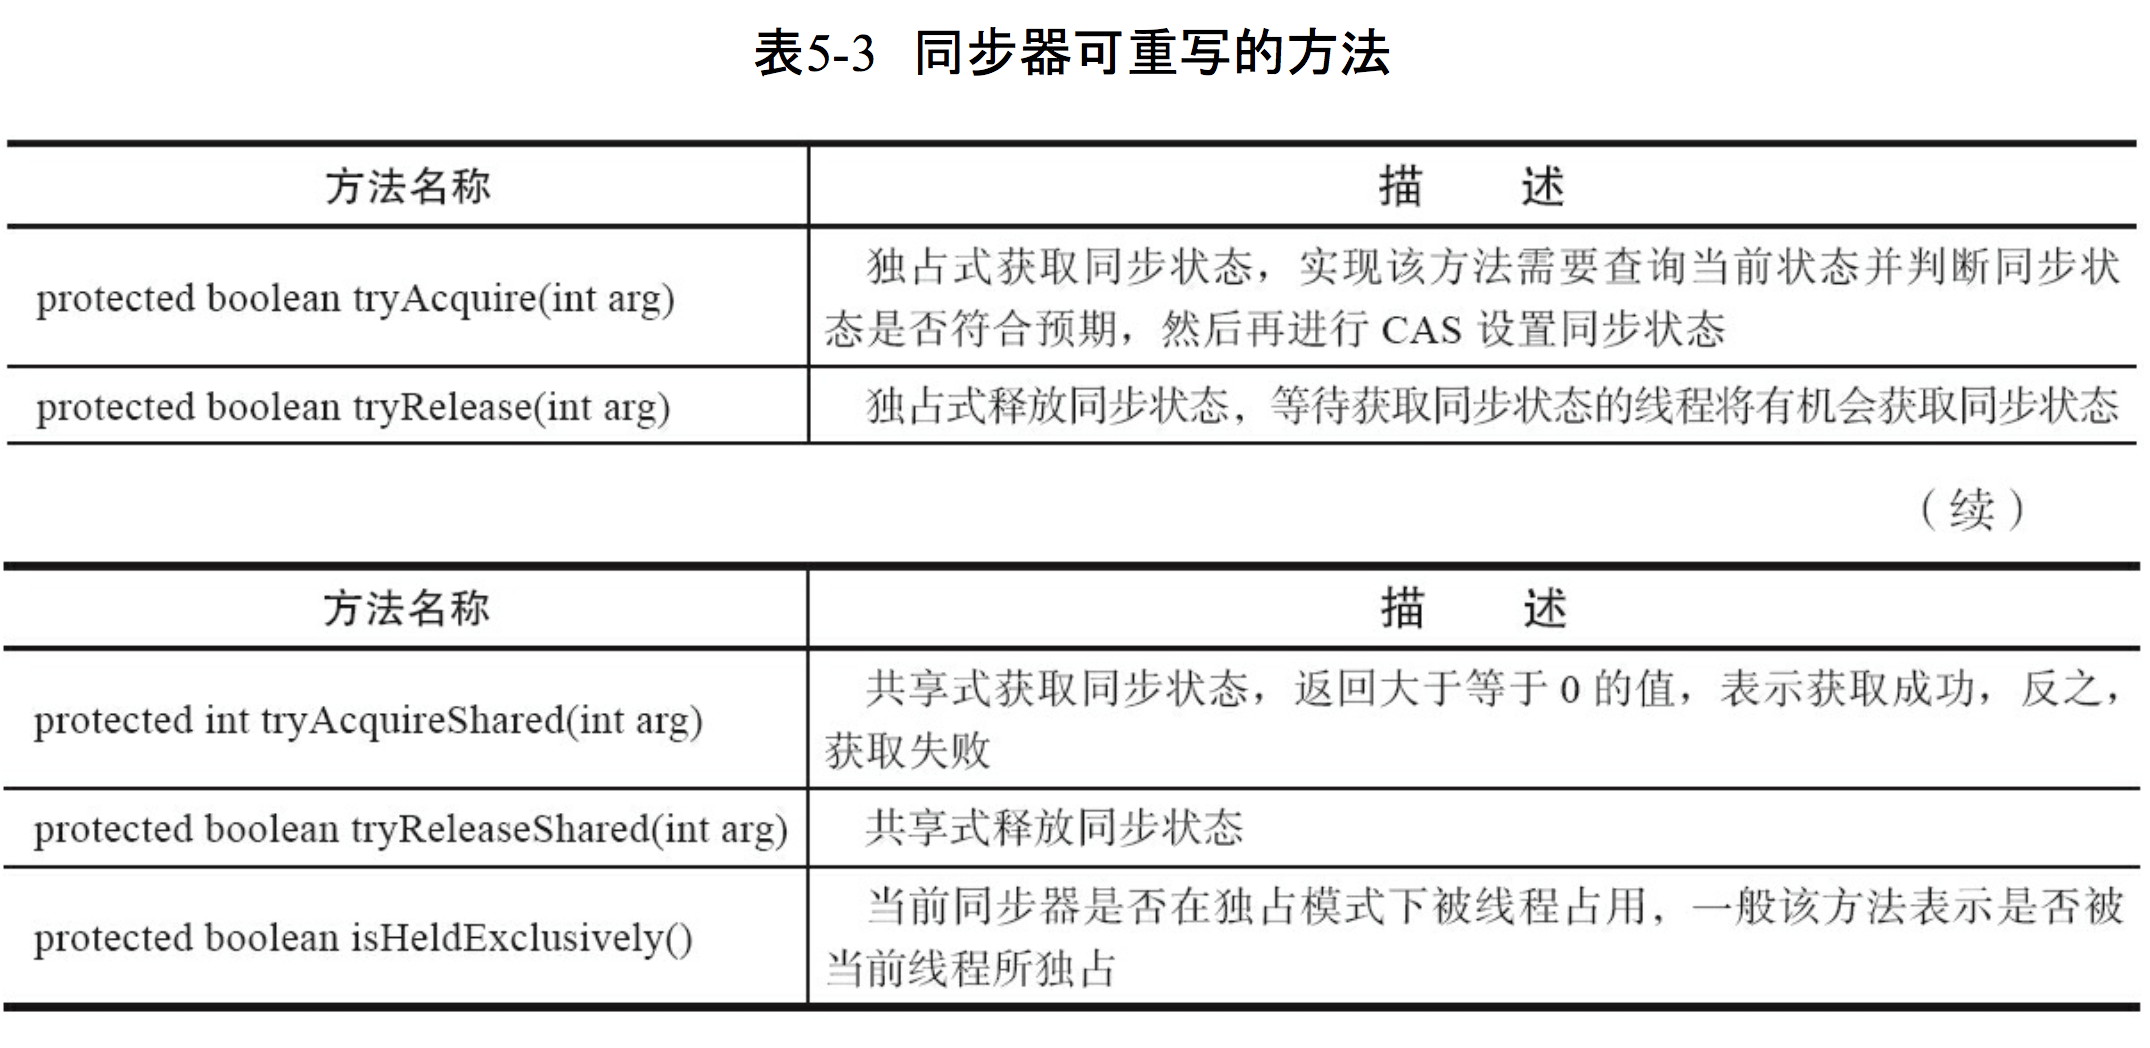 表5-3 同步器可重写的方法
方法名称 描 述
protected boolean tryAcquire(int arg) 独占式获取同步状态，实现该方法需要查询当前状态并判断同步状
态是否符合预期，然后再进行 CAS 设置同步状态
protected boolean tryRelease(int arg) 独占式释放同步状态，等待获取同步状态的线程将有机会获取同步状态
（续）
方法名称 描 述
protected int tryAcquireShared(int arg) 共享式获取同步状态，返回大于等于 0 的值，表示获取成功，反之，
获取失败
protected boolean tryReleaseShared(int arg) 共享式释放同步状态
protected boolean isHeldExclusively() 当前同步器是否在独占模式下被线程占用，一般该方法表示是否被
当前线程所独占